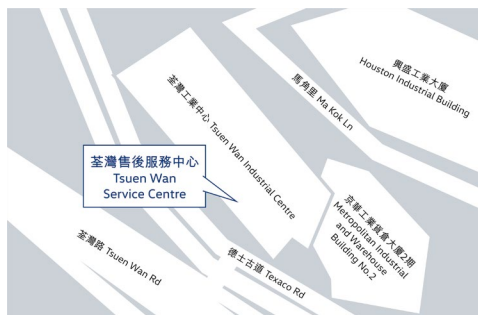 興盛工業大廈
Houston Industrial Building
馬角里 Ma Kok Ln
荃灣工業中心 Tsuen Wan Industrial Centre
荃灣售後服務中心
Tsuen Wan
Service Centre
京華工業貨倉大廈2期
Metropolitan Industrial
and Warehouse
Building No.2
荃灣路 Tsuen Wan Rd
德士古道 Texaco Rd